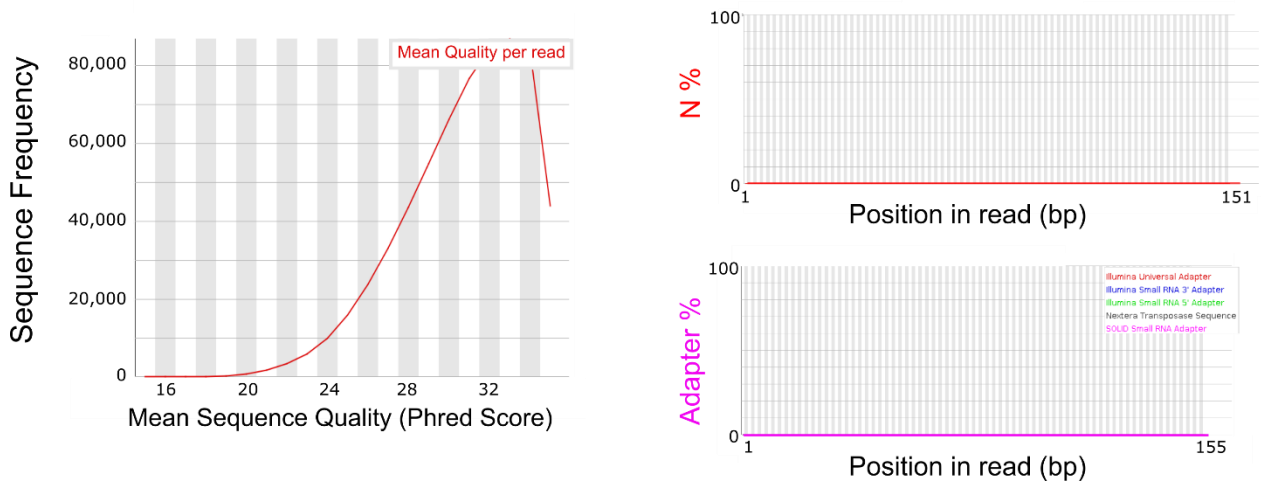 Mean Quality per read
Sequence Frequency
80,000
60,000
40,000
20,000
0
16 20 24 28 32
Mean Sequence Quality (Phred Score)
100
N %
0
1 151
Position in read (bp)
100
Illumina Universal Adapter
Illumina Small RNA 3' Adapter
Illumina Small RNA 5' Adapter
Nextera Transposase Sequence
SOLID Small RNA Adapter
Adapter %
0
1 155
Position in read (bp)